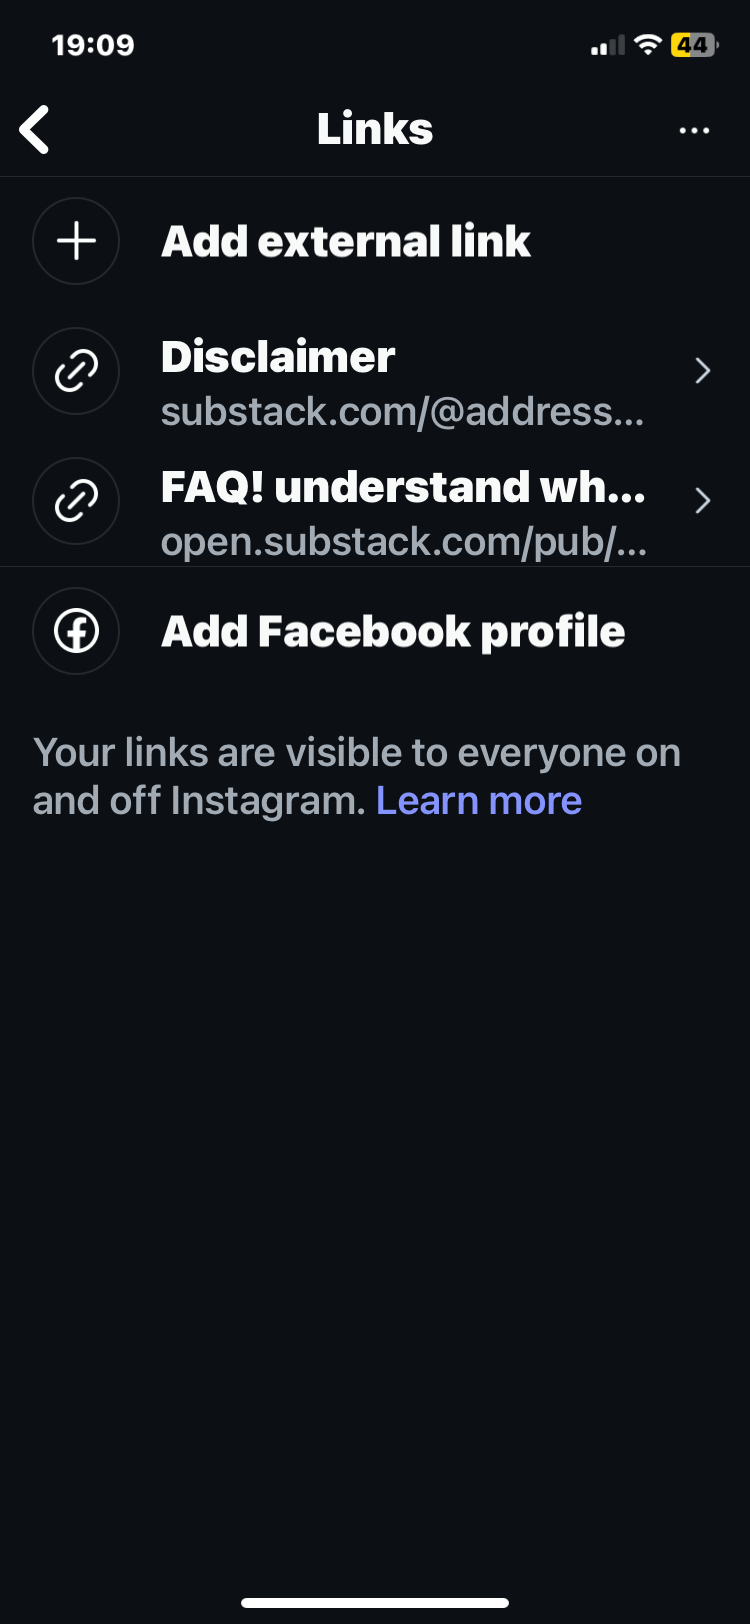 19:09
44
Links
Add external link
Disclaimer
substack.com/@address...
FAQ! understand wh...
open.substack.com/pub/...
Add Facebook profile
Your links are visible to everyone on
and off Instagram. Learn more